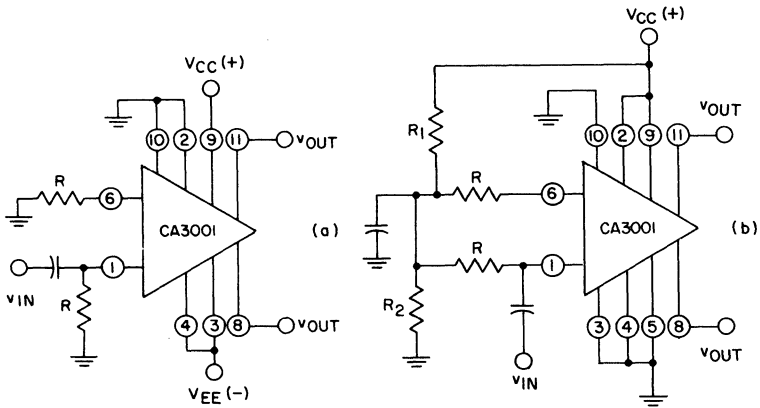 VCC(+)
10 2 9 11
vOUT
R
6
CA3001
(a)
vIN
1
R
4 3 8
vOUT
VEE(-)
VCC(+)
R1
vOUT
10 2 9 11
R
6
CA3001
(b)
R
1
R2
3 4 5 8
vOUT
vIN